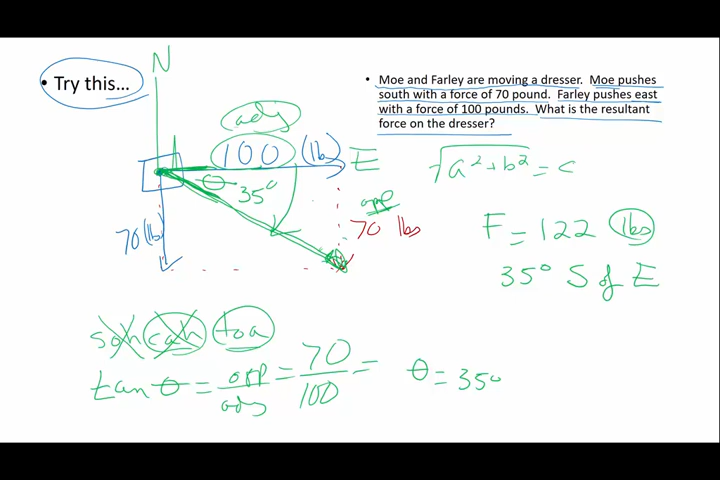 • Try this...
• Moe and Farley are moving a dresser. Moe pushes
south with a force of 70 pound. Farley pushes east
with a force of 100 pounds. What is the resultant
force on the dresser?
N
adj
100 (lbs) E
θ 35°
70 (lbs)
opp
70 lbs
√a²+b² = c
F = 122 lbs
35° S of E
soh cah toa
tan θ = opp/adj = 70/100 =
θ = 35°